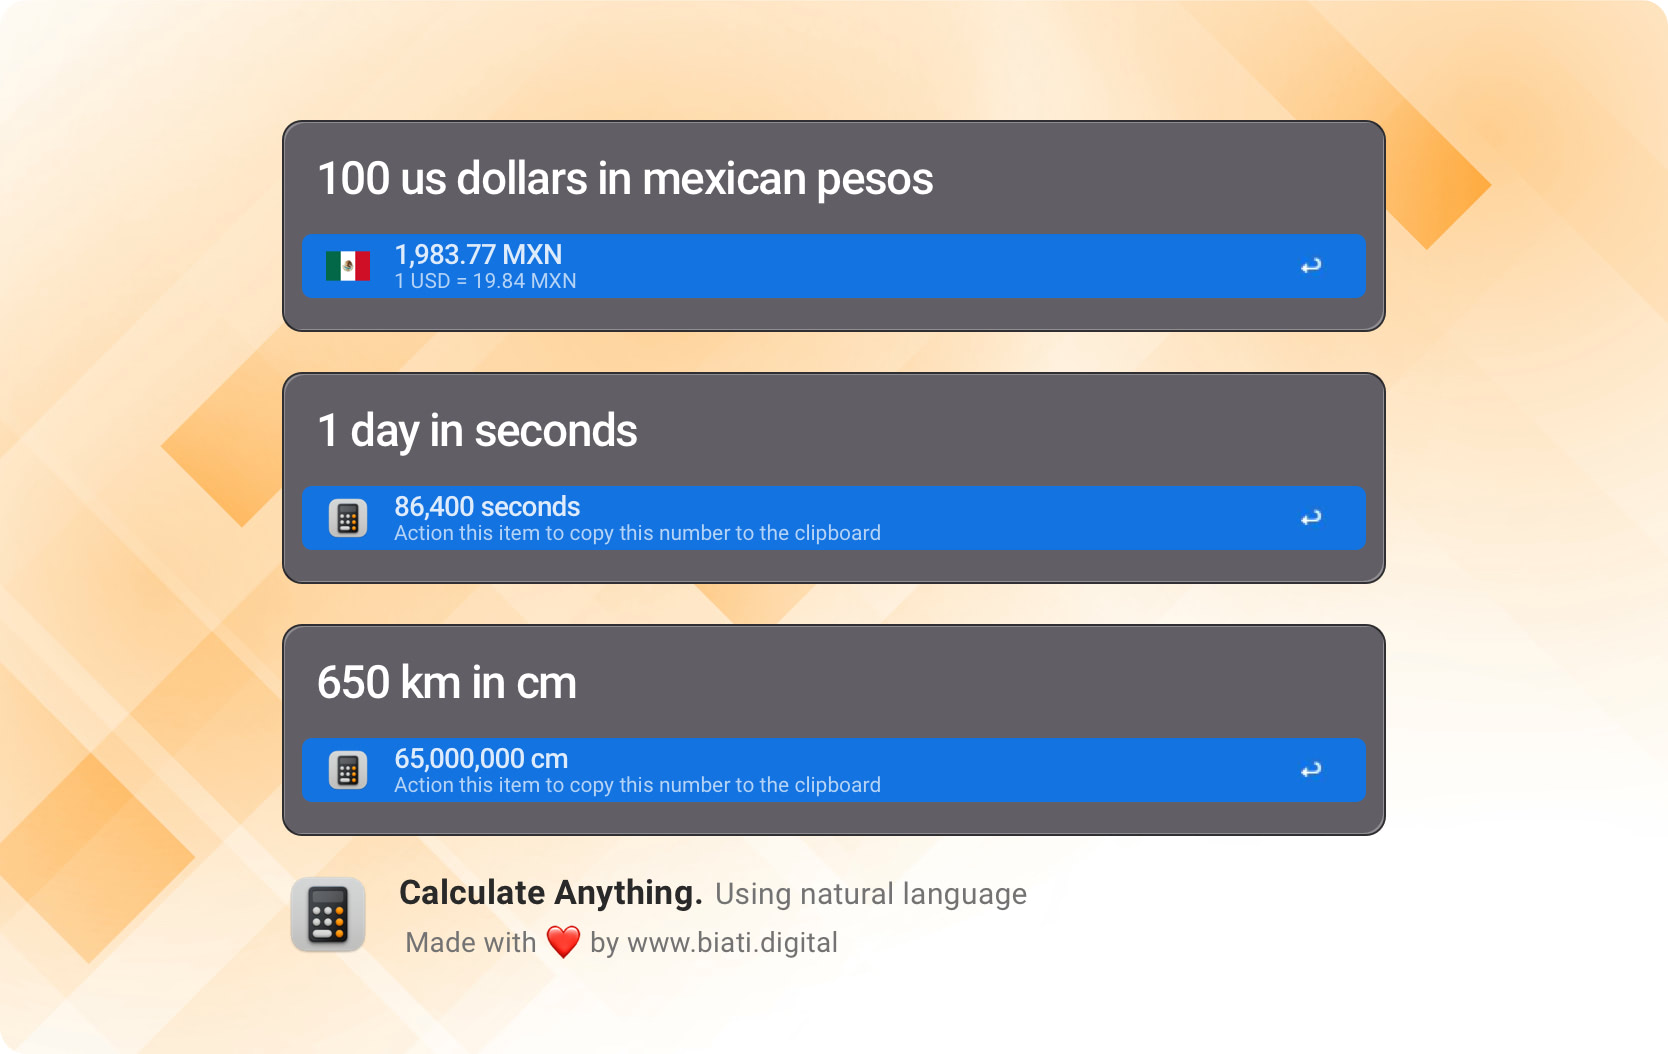 100 us dollars in mexican pesos
1,983.77 MXN
1 USD = 19.84 MXN
1 day in seconds
86,400 seconds
Action this item to copy this number to the clipboard
650 km in cm
65,000,000 cm
Action this item to copy this number to the clipboard
Calculate Anything. Using natural language
Made with ❤️ by www.biati.digital